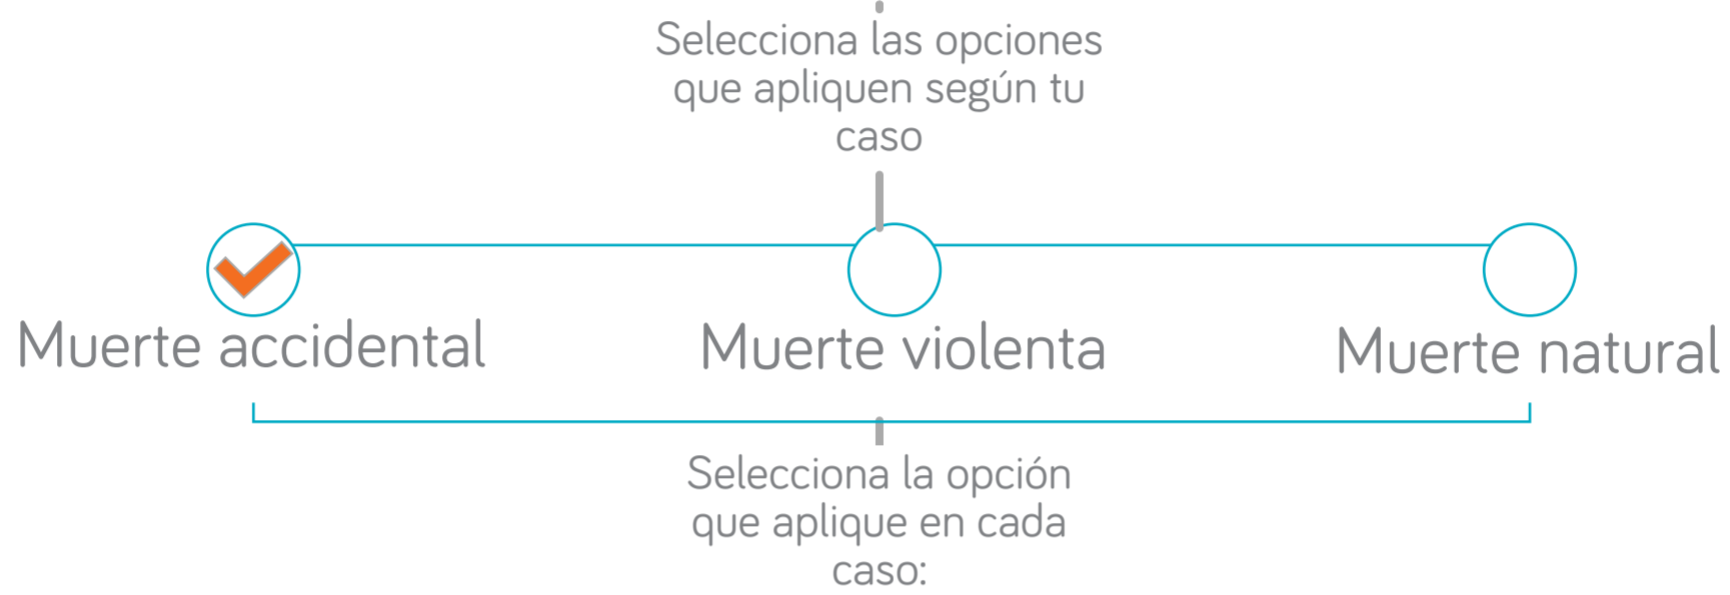 Selecciona las opciones
que apliquen según tu
caso
Muerte accidental
Muerte violenta
Muerte natural
Selecciona la opción
que aplique en cada
caso: